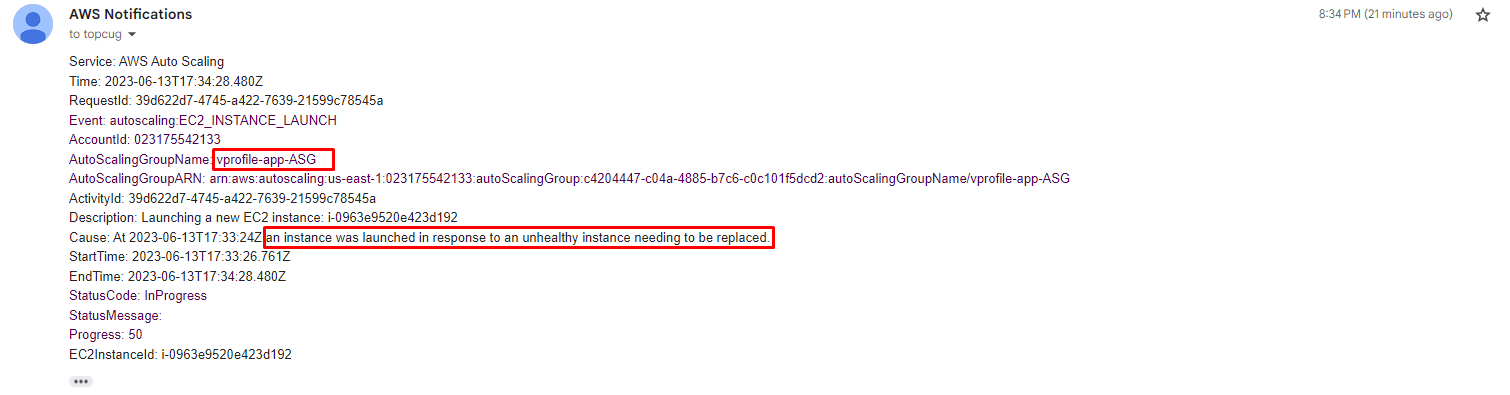 AWS Notifications
8:34 PM (21 minutes ago)
to topcug
Service: AWS Auto Scaling
Time: 2023-06-13T17:34:28.480Z
RequestId: 39d622d7-4745-a422-7639-21599c78545a
Event: autoscaling:EC2_INSTANCE_LAUNCH
AccountId: 023175542133
AutoScalingGroupName: vprofile-app-ASG
AutoScalingGroupARN: arn:aws:autoscaling:us-east-1:023175542133:autoScalingGroup:c4204447-c04a-4885-b7c6-c0c101f5dcd2:autoScalingGroupName/vprofile-app-ASG
ActivityId: 39d622d7-4745-a422-7639-21599c78545a
Description: Launching a new EC2 instance: i-0963e9520e423d192
Cause: At 2023-06-13T17:33:24Z an instance was launched in response to an unhealthy instance needing to be replaced.
StartTime: 2023-06-13T17:33:26.761Z
EndTime: 2023-06-13T17:34:28.480Z
StatusCode: InProgress
StatusMessage:
Progress: 50
EC2InstanceId: i-0963e9520e423d192